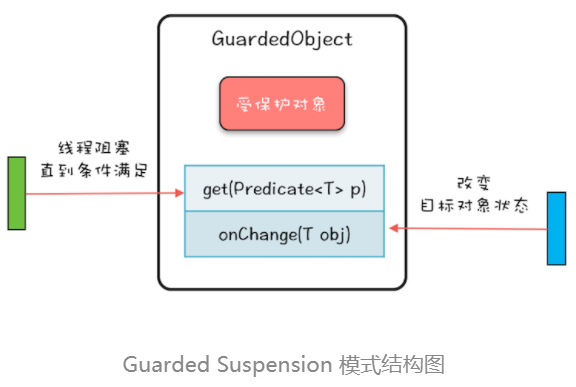 GuardedObject
受保护对象
线程阻塞
直到条件满足
get(Predicate<T> p)
onChange(T obj)
改变
目标对象状态
Guarded Suspension 模式结构图